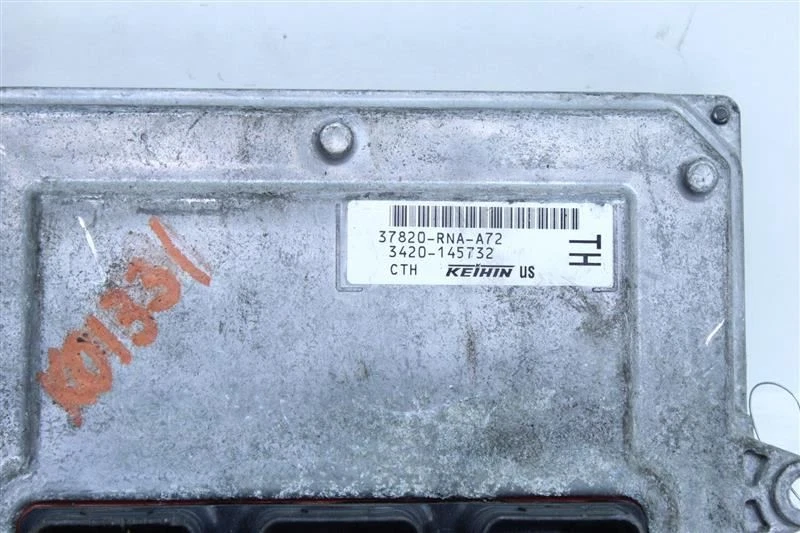 37820-RNA-A72
3420-145732
CTH KEIHIN US
TH